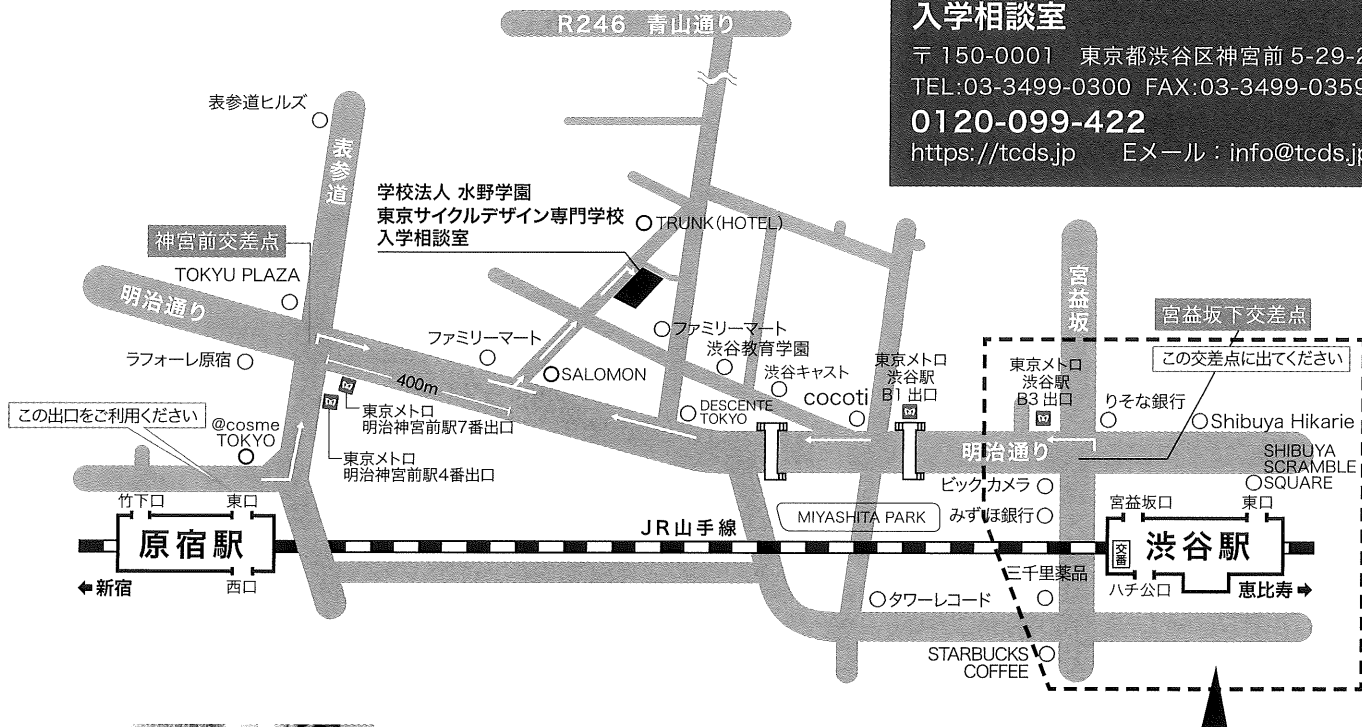 R246 青山通り
入学相談室
〒150-0001 東京都渋谷区神宮前 5-29-2
TEL:03-3499-0300 FAX:03-3499-0359
0120-099-422
https://tcds.jp Eメール：info@tcds.jp
表参道ヒルズ
表参道
学校法人 水野学園
東京サイクルデザイン専門学校
入学相談室
TRUNK(HOTEL)
神宮前交差点
TOKYU PLAZA
明治通り
ラフォーレ原宿
ファミリーマート
400m
SALOMON
ファミリーマート
渋谷教育学園
渋谷キャスト
cocoti
DESCENTE
TOKYO
東京メトロ
渋谷駅
B1 出口
宮益坂
宮益坂下交差点
この交差点に出てください
東京メトロ
渋谷駅
B3 出口
りそな銀行
Shibuya Hikarie
SHIBUYA
SCRAMBLE
SQUARE
この出口をご利用ください
@cosme
TOKYO
東京メトロ
明治神宮前駅7番出口
東京メトロ
明治神宮前駅4番出口
明治通り
ビックカメラ
みずほ銀行
MIYASHITA PARK
JR山手線
竹下口
東口
原宿駅
西口
←新宿
宮益坂口
東口
交番
渋谷駅
ハチ公口
恵比寿→
三千里薬品
タワーレコード
STARBUCKS
COFFEE